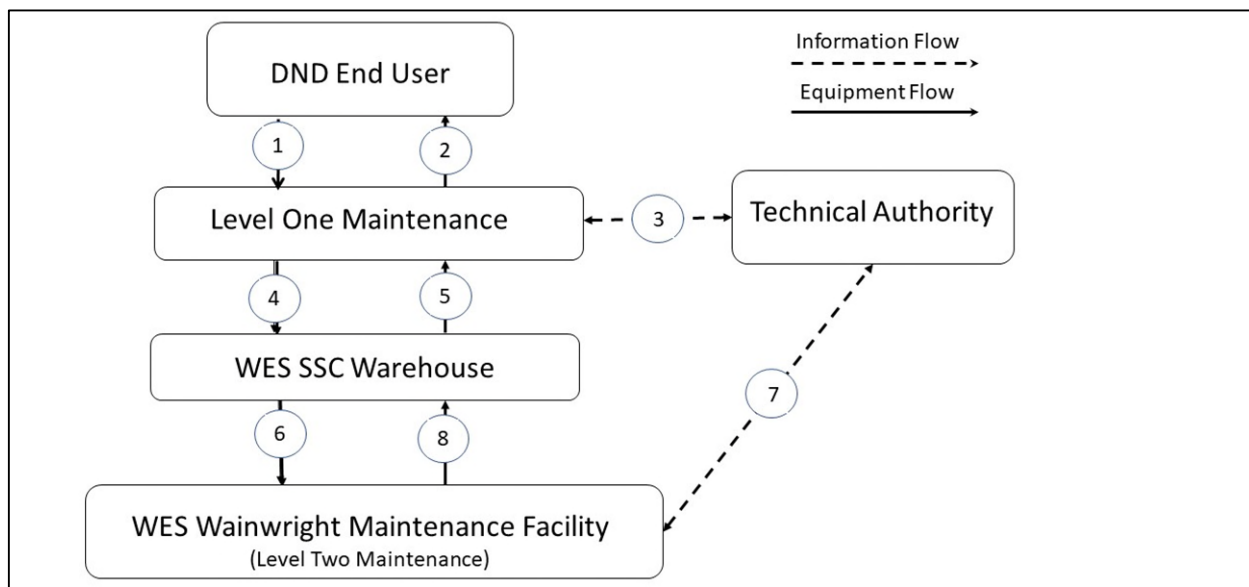 DND End User
Information Flow
Equipment Flow
1
2
Level One Maintenance
3
Technical Authority
4
5
WES SSC Warehouse
7
6
8
WES Wainwright Maintenance Facility
(Level Two Maintenance)